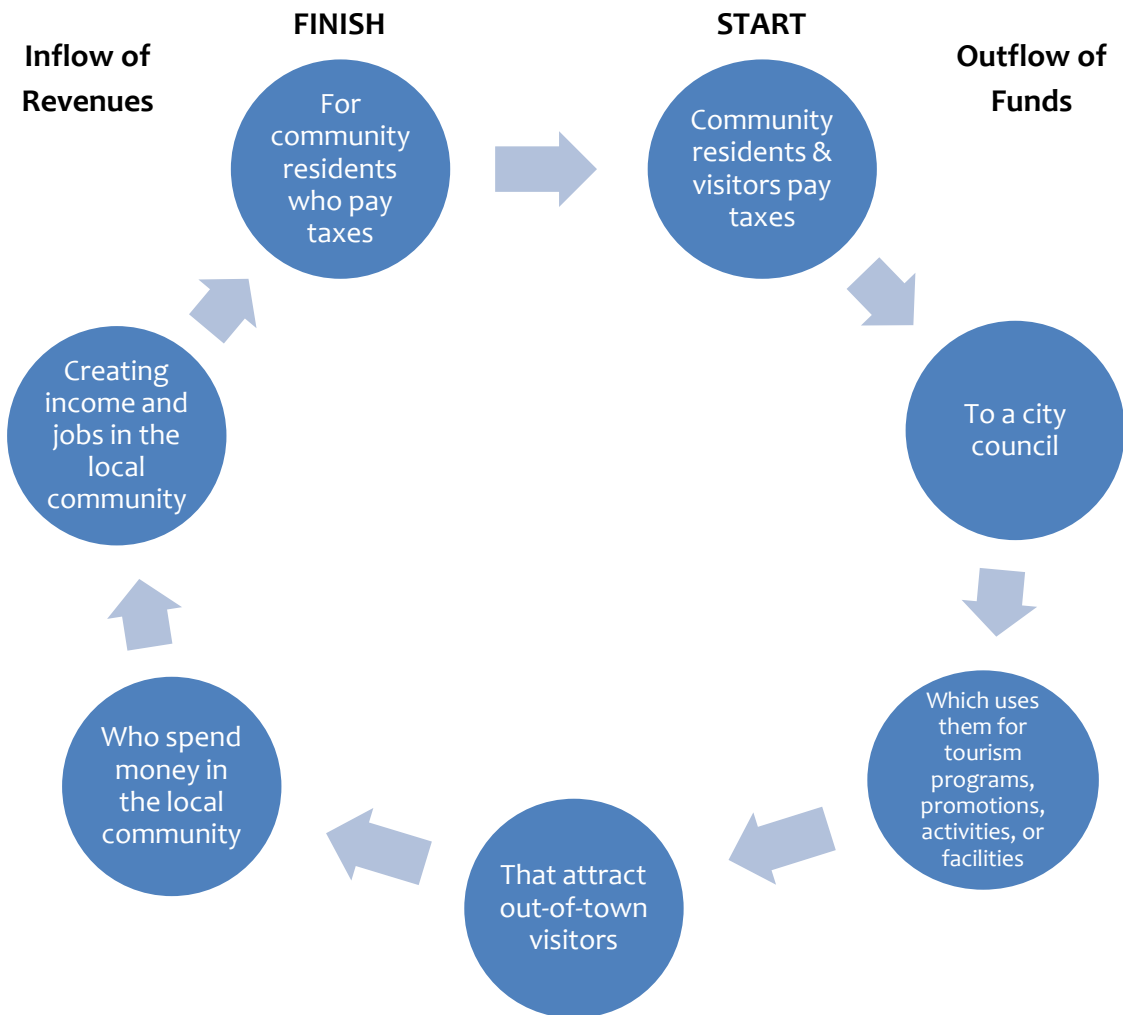 FINISH
START
Inflow of
Revenues
Outflow of
Funds
Community
residents &
visitors pay
taxes
To a city
council
Which uses
them for
tourism
programs,
promotions,
activities, or
facilities
That attract
out-of-town
visitors
Who spend
money in
the local
community
Creating
income and
jobs in the
local
community
For
community
residents
who pay
taxes